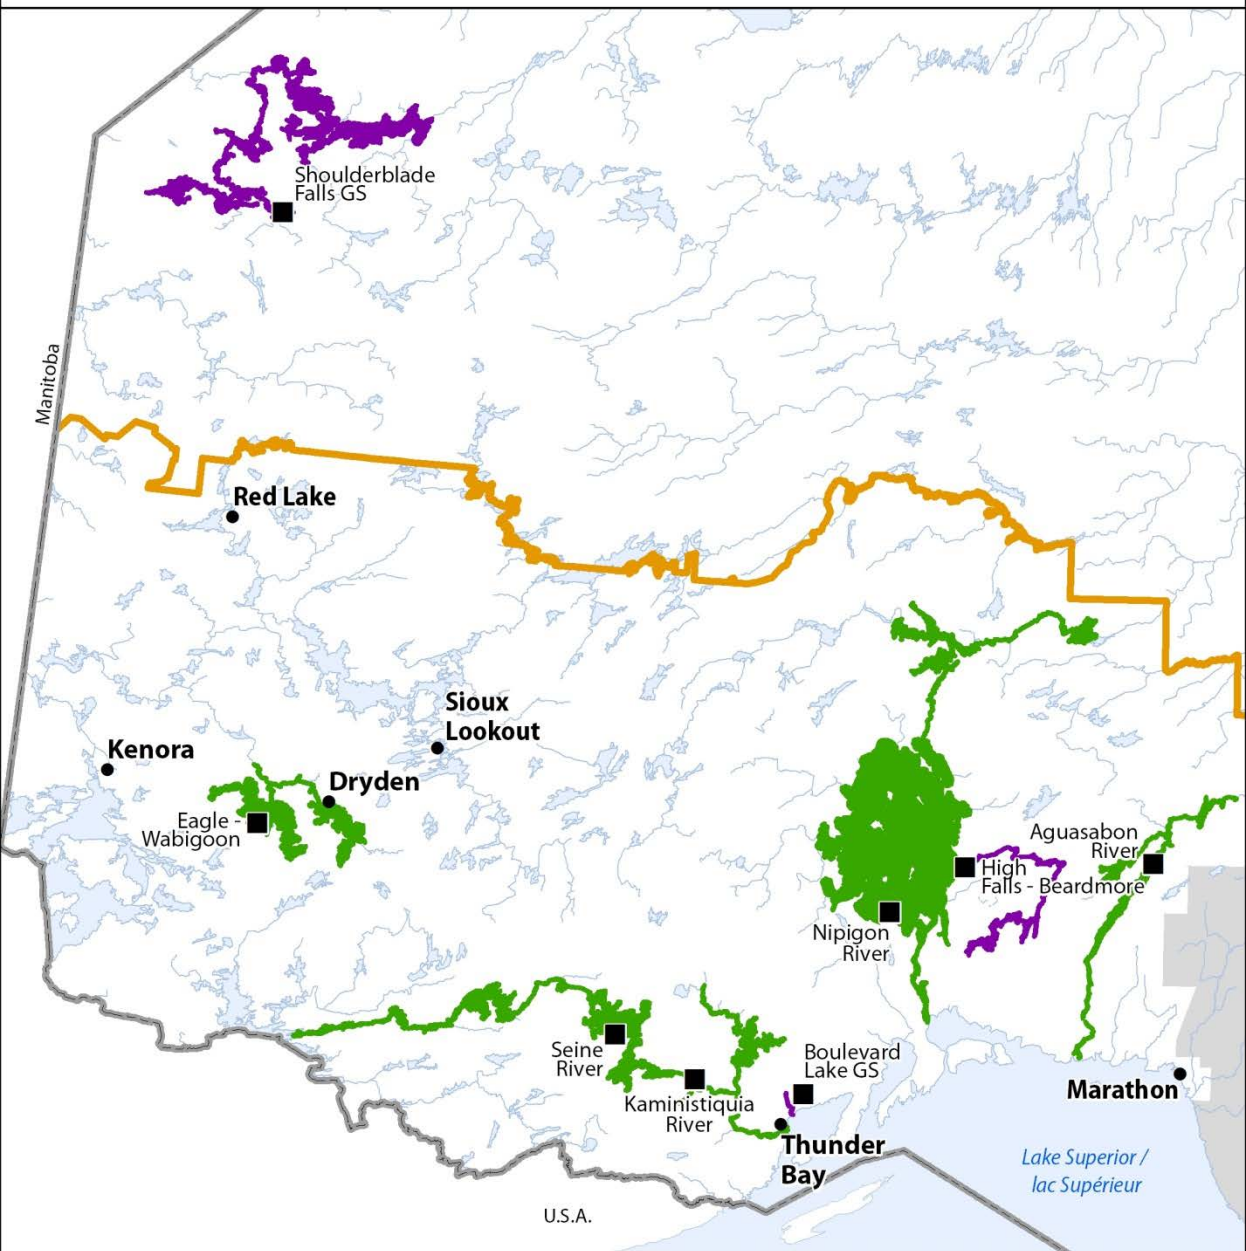 Shoulderblade
Falls GS
Manitoba
Red Lake
Sioux
Lookout
Kenora
Dryden
Eagle -
Wabigoon
Aguasabon
River
High
Falls - Beardmore
Nipigon
River
Seine
River
Boulevard
Lake GS
Kaministiquia
River
Marathon
Thunder
Bay
Lake Superior /
lac Supérieur
U.S.A.